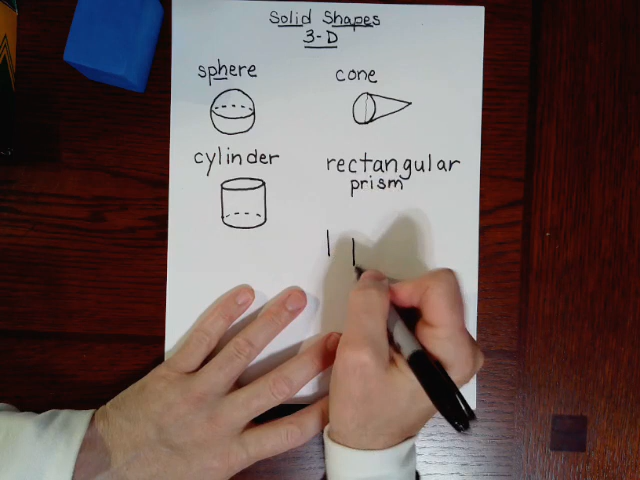 Solid Shapes
3-D
sphere
cone
cylinder
rectangular
prism